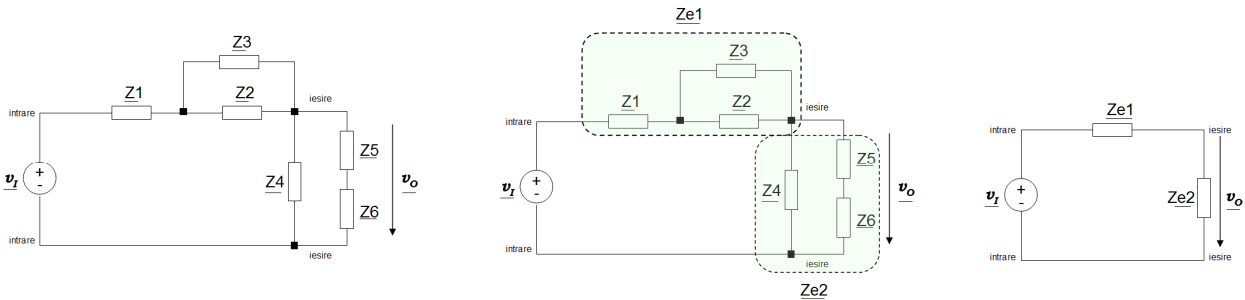 Z3
Z1
Z2
intrare
iesire
Z5
+
-
v_I
Z4
v_O
Z6
intrare
iesire
Ze1
Z3
Z1
Z2
intrare
iesire
Z5
+
-
v_I
Z4
v_O
Z6
intrare
iesire
Ze2
Ze1
intrare
iesire
+
-
v_I
Ze2
v_O
intrare
iesire